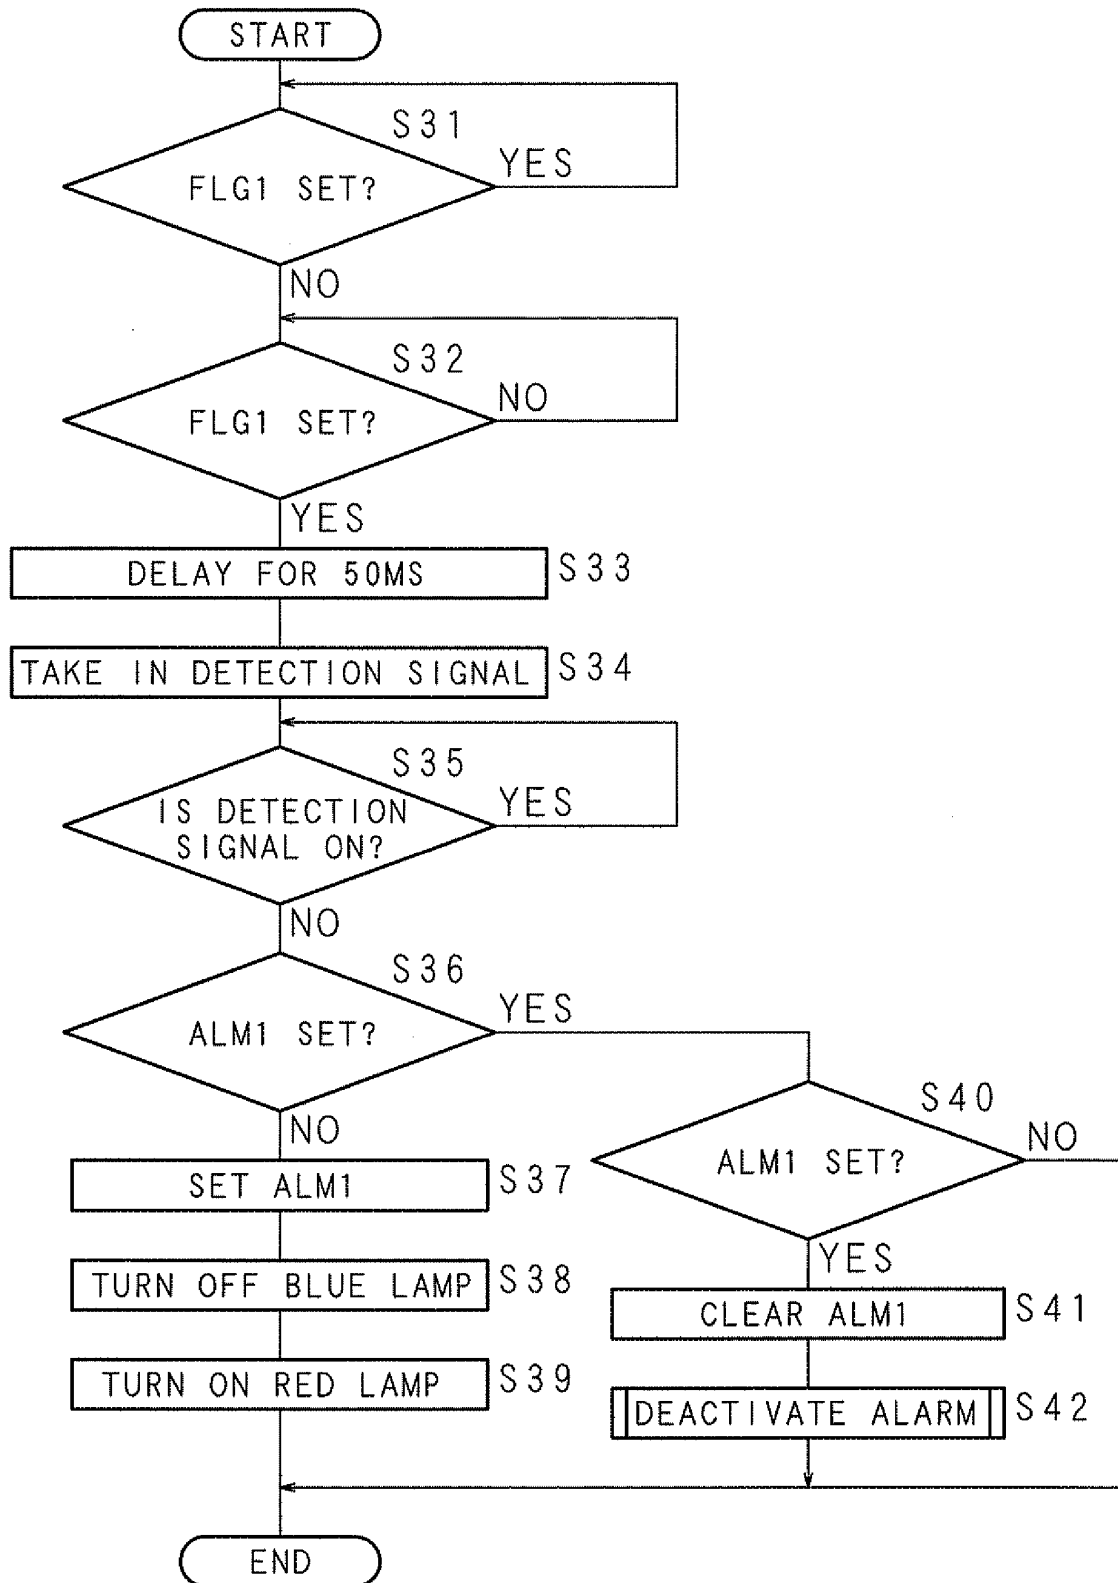 START
S31
YES
FLG1 SET?
NO
S32
NO
FLG1 SET?
YES
DELAY FOR 50MS
S33
TAKE IN DETECTION SIGNAL
S34
S35
YES
IS DETECTION
SIGNAL ON?
NO
S36
YES
ALM1 SET?
NO
S40
NO
ALM1 SET?
YES
SET ALM1
S37
TURN OFF BLUE LAMP
S38
TURN ON RED LAMP
S39
CLEAR ALM1
S41
DEACTIVATE ALARM
S42
END